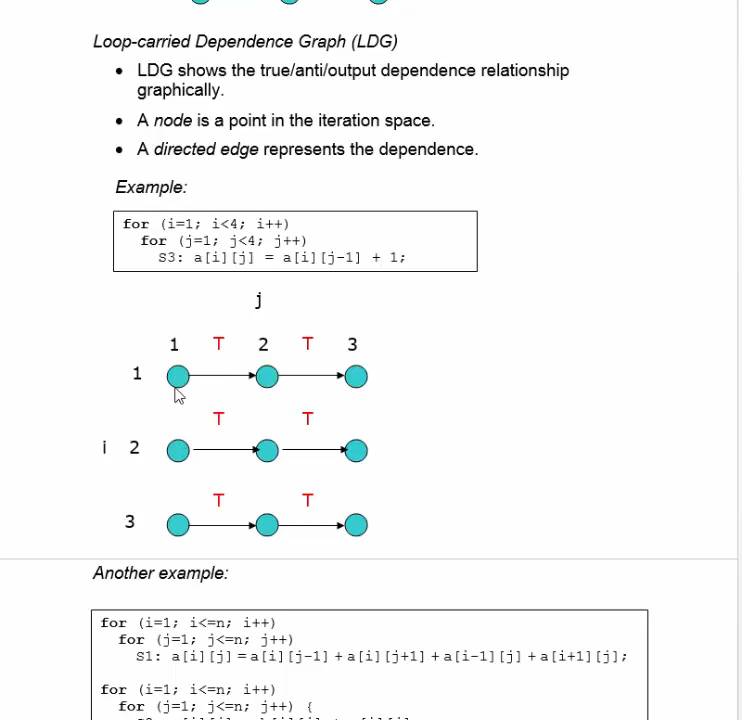 Loop-carried Dependence Graph (LDG)
• LDG shows the true/anti/output dependence relationship
graphically.
• A node is a point in the iteration space.
• A directed edge represents the dependence.
Example:
for (i=1; i<4; i++)
for (j=1; j<4; j++)
S3: a[i][j] = a[i][j-1] + 1;
j
1 T 2 T 3
1
T T
i 2
T T
3
Another example:
for (i=1; i<=n; i++)
for (j=1; j<=n; j++)
S1: a[i][j] = a[i][j-1] + a[i][j+1] + a[i-1][j] + a[i+1][j];
for (i=1; i<=n; i++)
for (j=1; j<=n; j++) {